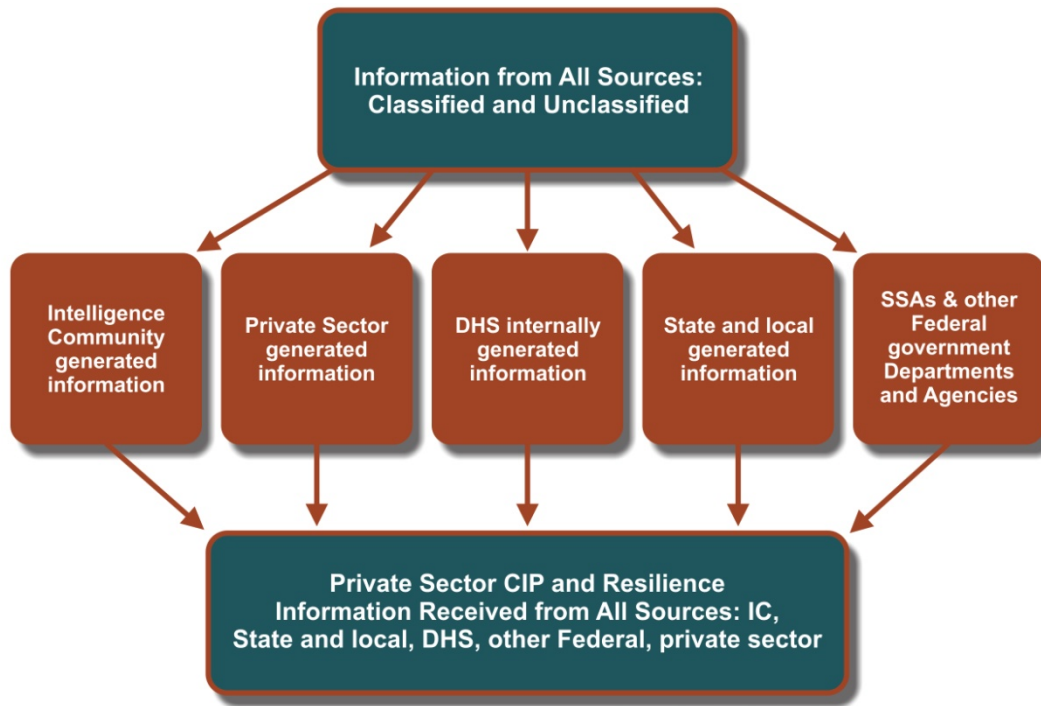 Information from All Sources:
Classified and Unclassified
Intelligence
Community
generated
information
Private Sector
generated
information
DHS internally
generated
information
State and local
generated
information
SSAs & other
Federal
government
Departments
and Agencies
Private Sector CIP and Resilience
Information Received from All Sources: IC,
State and local, DHS, other Federal, private sector